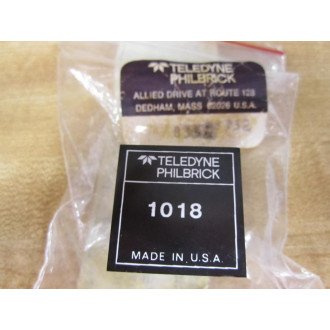 TELEDYNE
PHILBRICK
ALLIED DRIVE AT ROUTE 128
DEDHAM, MASS 02026 U.S.A.
TELEDYNE
PHILBRICK
1018
MADE IN U.S.A.